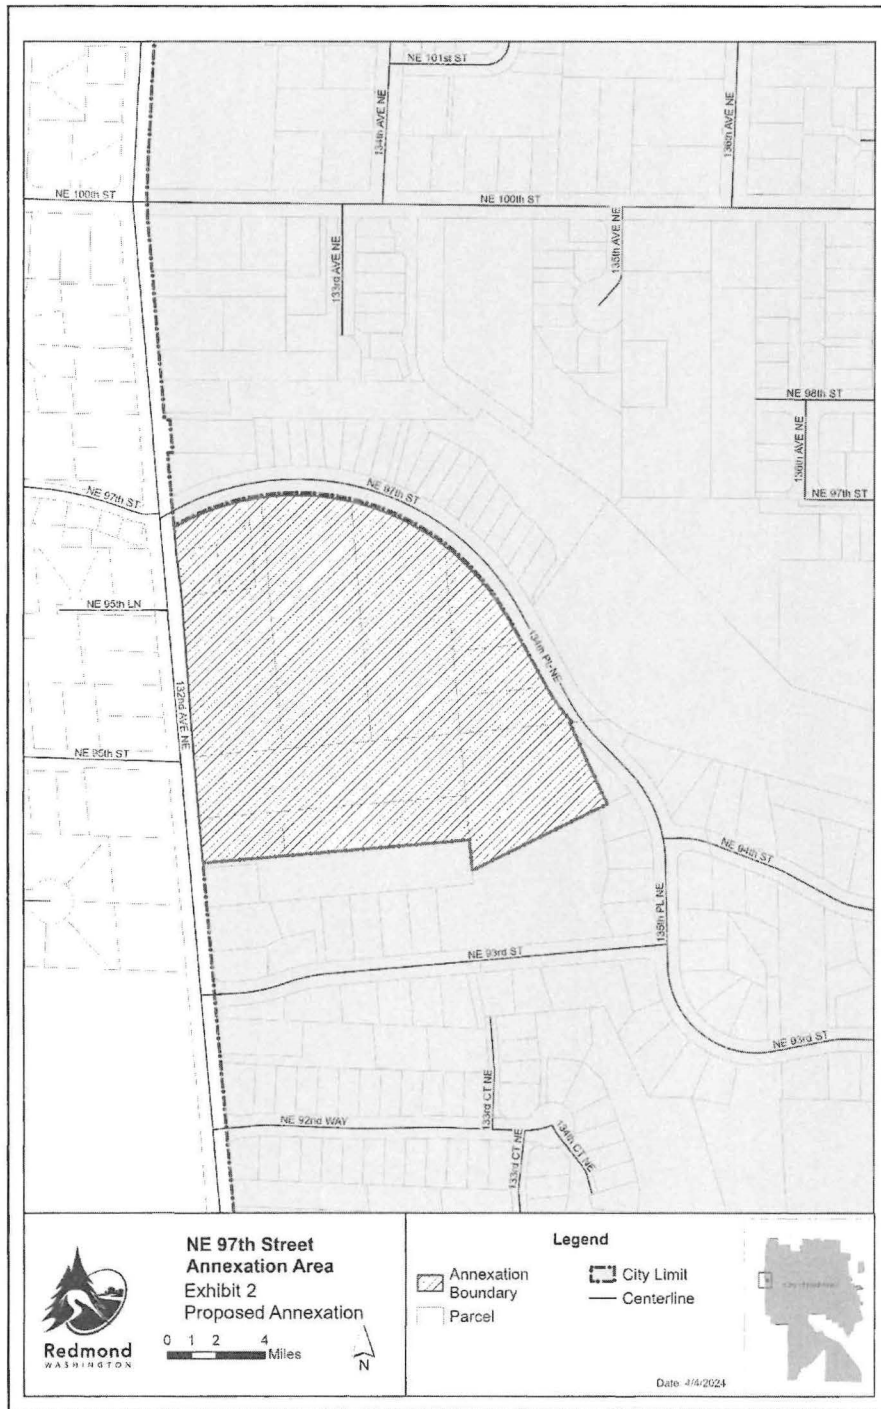 NE 101st ST
134th AVE NE
136th AVE NE
NE 100th ST
NE 100th ST
133rd AVE NE
135th AVE NE
NE 98th ST
136th AVE NE
NE 97th ST
NE 97th ST
NE 97th ST
NE 95th LN
134th PL NE
132nd AVE NE
NE 95th ST
NE 94th ST
135th PL NE
NE 93rd ST
NE 93rd ST
133rd CT NE
NE 92nd WAY
134th CT NE
133rd CT NE
Redmond
WASHINGTON
NE 97th Street
Annexation Area
Exhibit 2
Proposed Annexation
0 1 2 4
Miles
N
Legend
Annexation
Boundary
Parcel
City Limit
Centerline
Date: 4/4/2024